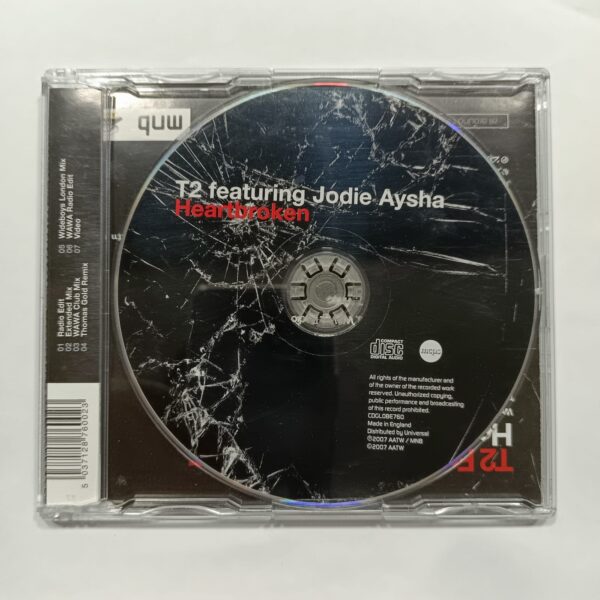 mnb
T2 featuring Jodie Aysha
Heartbroken
COMPACT
disc
DIGITAL AUDIO
All rights of the manufacturer and
of the owner of the recorded work
reserved. Unauthorized copying,
public performance and broadcasting
of this record prohibited.
CDGLOBE760
Made in England
Distributed by Universal
℗2007 AATW / MNB
©2007 AATW
01 Radio Edit
02 Extended Mix
03 WAWA Club Mix
04 Thomas Gold Remix
05 Wideboys London Mix
06 WAWA Radio Edit
07 Video
5 037128 760023
T2 F
H